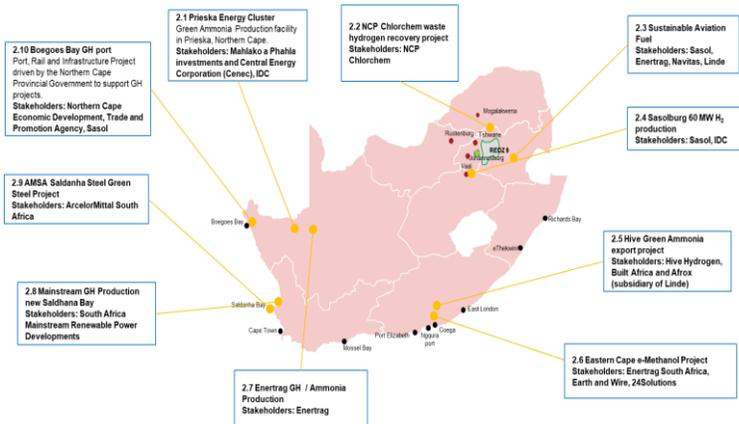 2.1 Prieska Energy Cluster
Green Ammonia Production facility
in Prieska, Northern Cape.
Stakeholders: Mahlako a Phahla
investments and Central Energy
Corporation (Cenec), IDC
2.2 NCP Chlorchem waste
hydrogen recovery project
Stakeholders: NCP
Chlorchem
2.3 Sustainable Aviation
Fuel
Stakeholders: Sasol,
Enertrag, Navitas, Linde
2.10 Boegoes Bay GH port
Port, Rail and Infrastructure Project
driven by the Northern Cape
Provincial Government to support GH
projects.
Stakeholders: Northern Cape
Economic Development, Trade and
Promotion Agency, Sasol
2.4 Sasolburg 60 MW H₂
production
Stakeholders: Sasol, IDC
2.9 AMSA Saldanha Steel Green
Steel Project
Stakeholders: ArcelorMittal South
Africa
2.5 Hive Green Ammonia
export project
Stakeholders: Hive Hydrogen,
Built Africa and Afrox
(subsidiary of Linde)
2.8 Mainstream GH Production
new Saldhana Bay
Stakeholders: South Africa
Mainstream Renewable Power
Developments
2.6 Eastern Cape e-Methanol Project
Stakeholders: Enertrag South Africa,
Earth and Wire, 24Solutions
2.7 Enertrag GH / Ammonia
Production
Stakeholders: Enertrag
Mogalakwena
Rustenburg
Tshwane
REDZ 9
Johannesburg
Vaal
Richards Bay
eThekwini
Boegoes Bay
Saldanha Bay
Cape Town
Mossel Bay
Port Elizabeth
Ngqura
port
Coega
East London